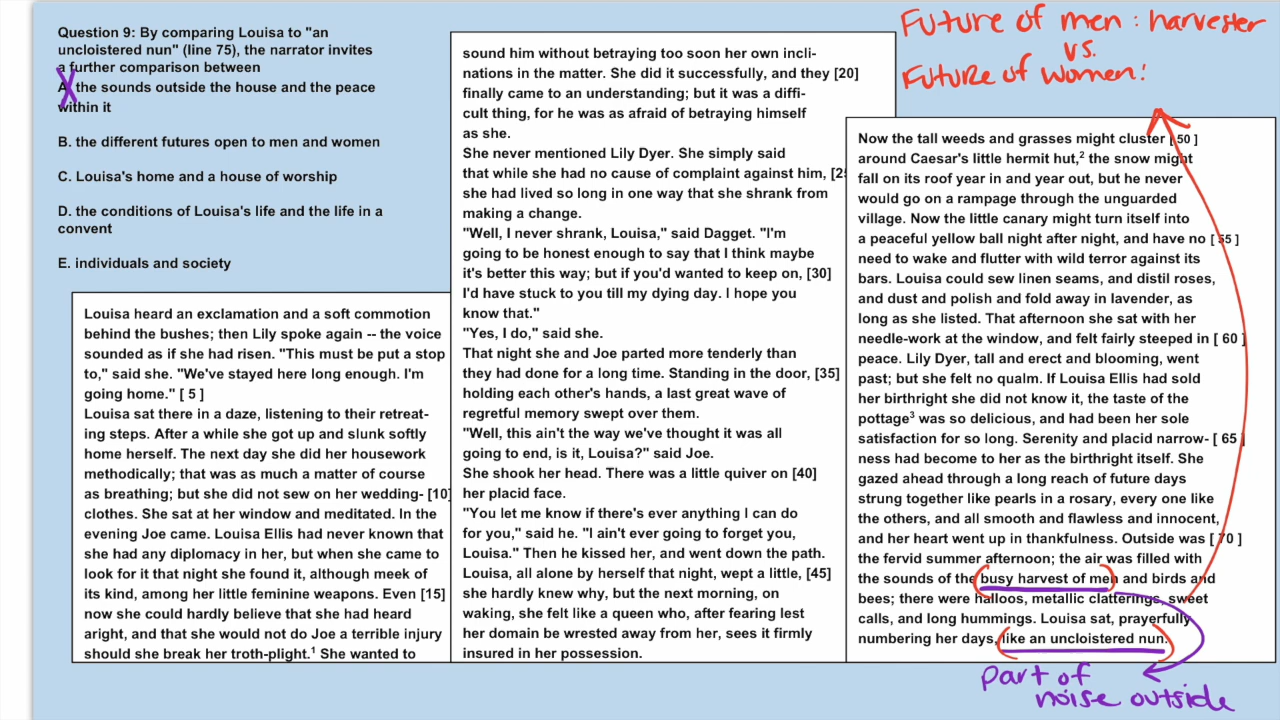 Question 9: By comparing Louisa to "an
uncloistered nun" (line 75), the narrator invites
a further comparison between
A. the sounds outside the house and the peace
within it
B. the different futures open to men and women
C. Louisa's home and a house of worship
D. the conditions of Louisa's life and the life in a
convent
E. individuals and society
Louisa heard an exclamation and a soft commotion
behind the bushes; then Lily spoke again -- the voice
sounded as if she had risen. "This must be put a stop
to," said she. "We've stayed here long enough. I'm
going home." [ 5 ]
Louisa sat there in a daze, listening to their retreat-
ing steps. After a while she got up and slunk softly
home herself. The next day she did her housework
methodically; that was as much a matter of course
as breathing; but she did not sew on her wedding- [10]
clothes. She sat at her window and meditated. In the
evening Joe came. Louisa Ellis had never known that
she had any diplomacy in her, but when she came to
look for it that night she found it, although meek of
its kind, among her little feminine weapons. Even [15]
now she could hardly believe that she had heard
aright, and that she would not do Joe a terrible injury
should she break her troth-plight.¹ She wanted to
sound him without betraying too soon her own incli-
nations in the matter. She did it successfully, and they [20]
finally came to an understanding; but it was a diffi-
cult thing, for he was as afraid of betraying himself
as she.
She never mentioned Lily Dyer. She simply said
that while she had no cause of complaint against him, [25
she had lived so long in one way that she shrank from
making a change.
"Well, I never shrank, Louisa," said Dagget. "I'm
going to be honest enough to say that I think maybe
it's better this way; but if you'd wanted to keep on, [30]
I'd have stuck to you till my dying day. I hope you
know that."
"Yes, I do," said she.
That night she and Joe parted more tenderly than
they had done for a long time. Standing in the door, [35]
holding each other's hands, a last great wave of
regretful memory swept over them.
"Well, this ain't the way we've thought it was all
going to end, is it, Louisa?" said Joe.
She shook her head. There was a little quiver on [40]
her placid face.
"You let me know if there's ever anything I can do
for you," said he. "I ain't ever going to forget you,
Louisa." Then he kissed her, and went down the path.
Louisa, all alone by herself that night, wept a little, [45]
she hardly knew why, but the next morning, on
waking, she felt like a queen who, after fearing lest
her domain be wrested away from her, sees it firmly
insured in her possession.
Future of men : harvester
vs.
Future of women:
Now the tall weeds and grasses might cluster [ 50 ]
around Caesar's little hermit hut,² the snow might
fall on its roof year in and year out, but he never
would go on a rampage through the unguarded
village. Now the little canary might turn itself into
a peaceful yellow ball night after night, and have no [ 55 ]
need to wake and flutter with wild terror against its
bars. Louisa could sew linen seams, and distil roses,
and dust and polish and fold away in lavender, as
long as she listed. That afternoon she sat with her
needle-work at the window, and felt fairly steeped in [ 60 ]
peace. Lily Dyer, tall and erect and blooming, went
past; but she felt no qualm. If Louisa Ellis had sold
her birthright she did not know it, the taste of the
pottage³ was so delicious, and had been her sole
satisfaction for so long. Serenity and placid narrow- [ 65 ]
ness had become to her as the birthright itself. She
gazed ahead through a long reach of future days
strung together like pearls in a rosary, every one like
the others, and all smooth and flawless and innocent,
and her heart went up in thankfulness. Outside was [ 70 ]
the fervid summer afternoon; the air was filled with
the sounds of the busy harvest of men and birds and
bees; there were halloos, metallic clatterings, sweet
calls, and long hummings. Louisa sat, prayerfully
numbering her days, like an uncloistered nun.
part of
noise outside